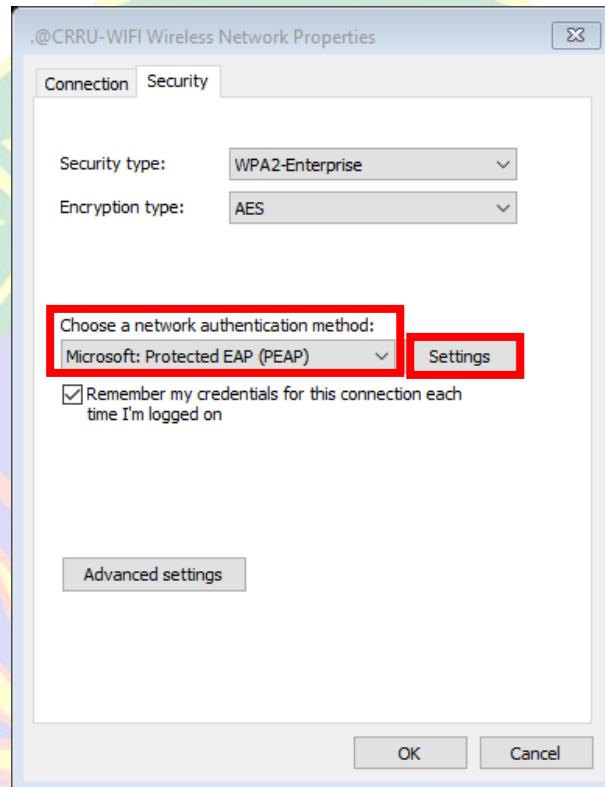 .@CRRU-WIFI Wireless Network Properties
Connection Security
Security type: WPA2-Enterprise
Encryption type: AES
Choose a network authentication method:
Microsoft: Protected EAP (PEAP) Settings
Remember my credentials for this connection each
time I'm logged on
Advanced settings
OK Cancel